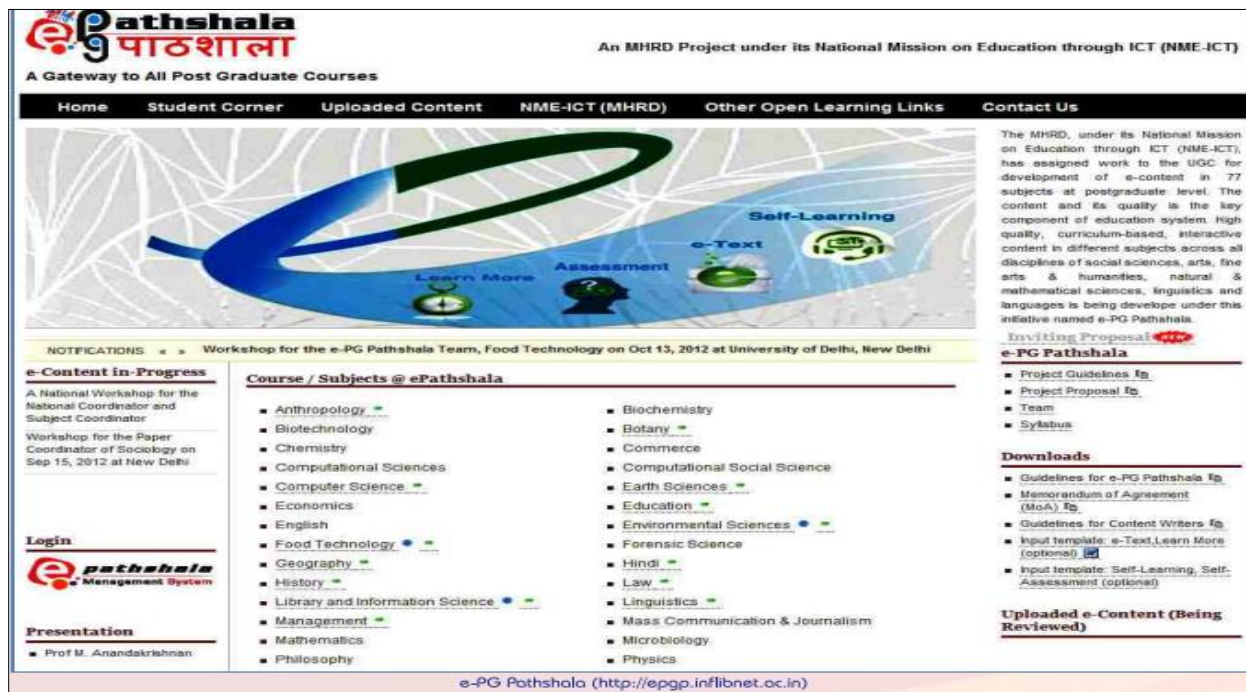 e-PG Pathshala
पाठशाला
A Gateway to All Post Graduate Courses
An MHRD Project under its National Mission on Education through ICT (NME-ICT)
Home Student Corner Uploaded Content NME-ICT (MHRD) Other Open Learning Links Contact Us
Self-Learning
e-Text
Assessment
Learn More
The MHRD, under its National Mission
on Education through ICT (NME-ICT),
has assigned work to the UGC for
development of e-content in 77
subjects at postgraduate level. The
content and its quality is the key
component of education system. High
quality, curriculum-based, interactive
content in different subjects across all
disciplines of social sciences, arts, fine
arts & humanities, natural &
mathematical sciences, linguistics and
languages is being develope under this
initiative named e-PG Pathshala.
Inviting Proposal NEW
NOTIFICATIONS « » Workshop for the e-PG Pathshala Team, Food Technology on Oct 13, 2012 at University of Delhi, New Delhi
e-Content in-Progress
A National Workshop for the
National Coordinator and
Subject Coordinator
Workshop for the Paper
Coordinator of Sociology on
Sep 15, 2012 at New Delhi
Login
pathshala
Management System
Presentation
Prof M. Anandakrishnan
Course / Subjects @ ePathshala
Anthropology
Biochemistry
Biotechnology
Botany
Chemistry
Commerce
Computational Sciences
Computational Social Science
Computer Science
Earth Sciences
Economics
Education
English
Environmental Sciences
Food Technology
Forensic Science
Geography
Hindi
History
Law
Library and Information Science
Linguistics
Management
Mass Communication & Journalism
Mathematics
Microbiology
Philosophy
Physics
e-PG Pathshala
Project Guidelines
Project Proposal
Team
Syllabus
Downloads
Guidelines for e-PG Pathshala
Memorandum of Agreement
(MoA)
Guidelines for Content Writers
Input template: e-Text,Learn More
(optional)
Input template: Self-Learning, Self-
Assessment (optional)
Uploaded e-Content (Being
Reviewed)
e-PG Pathshala (http://epgp.inflibnet.ac.in)